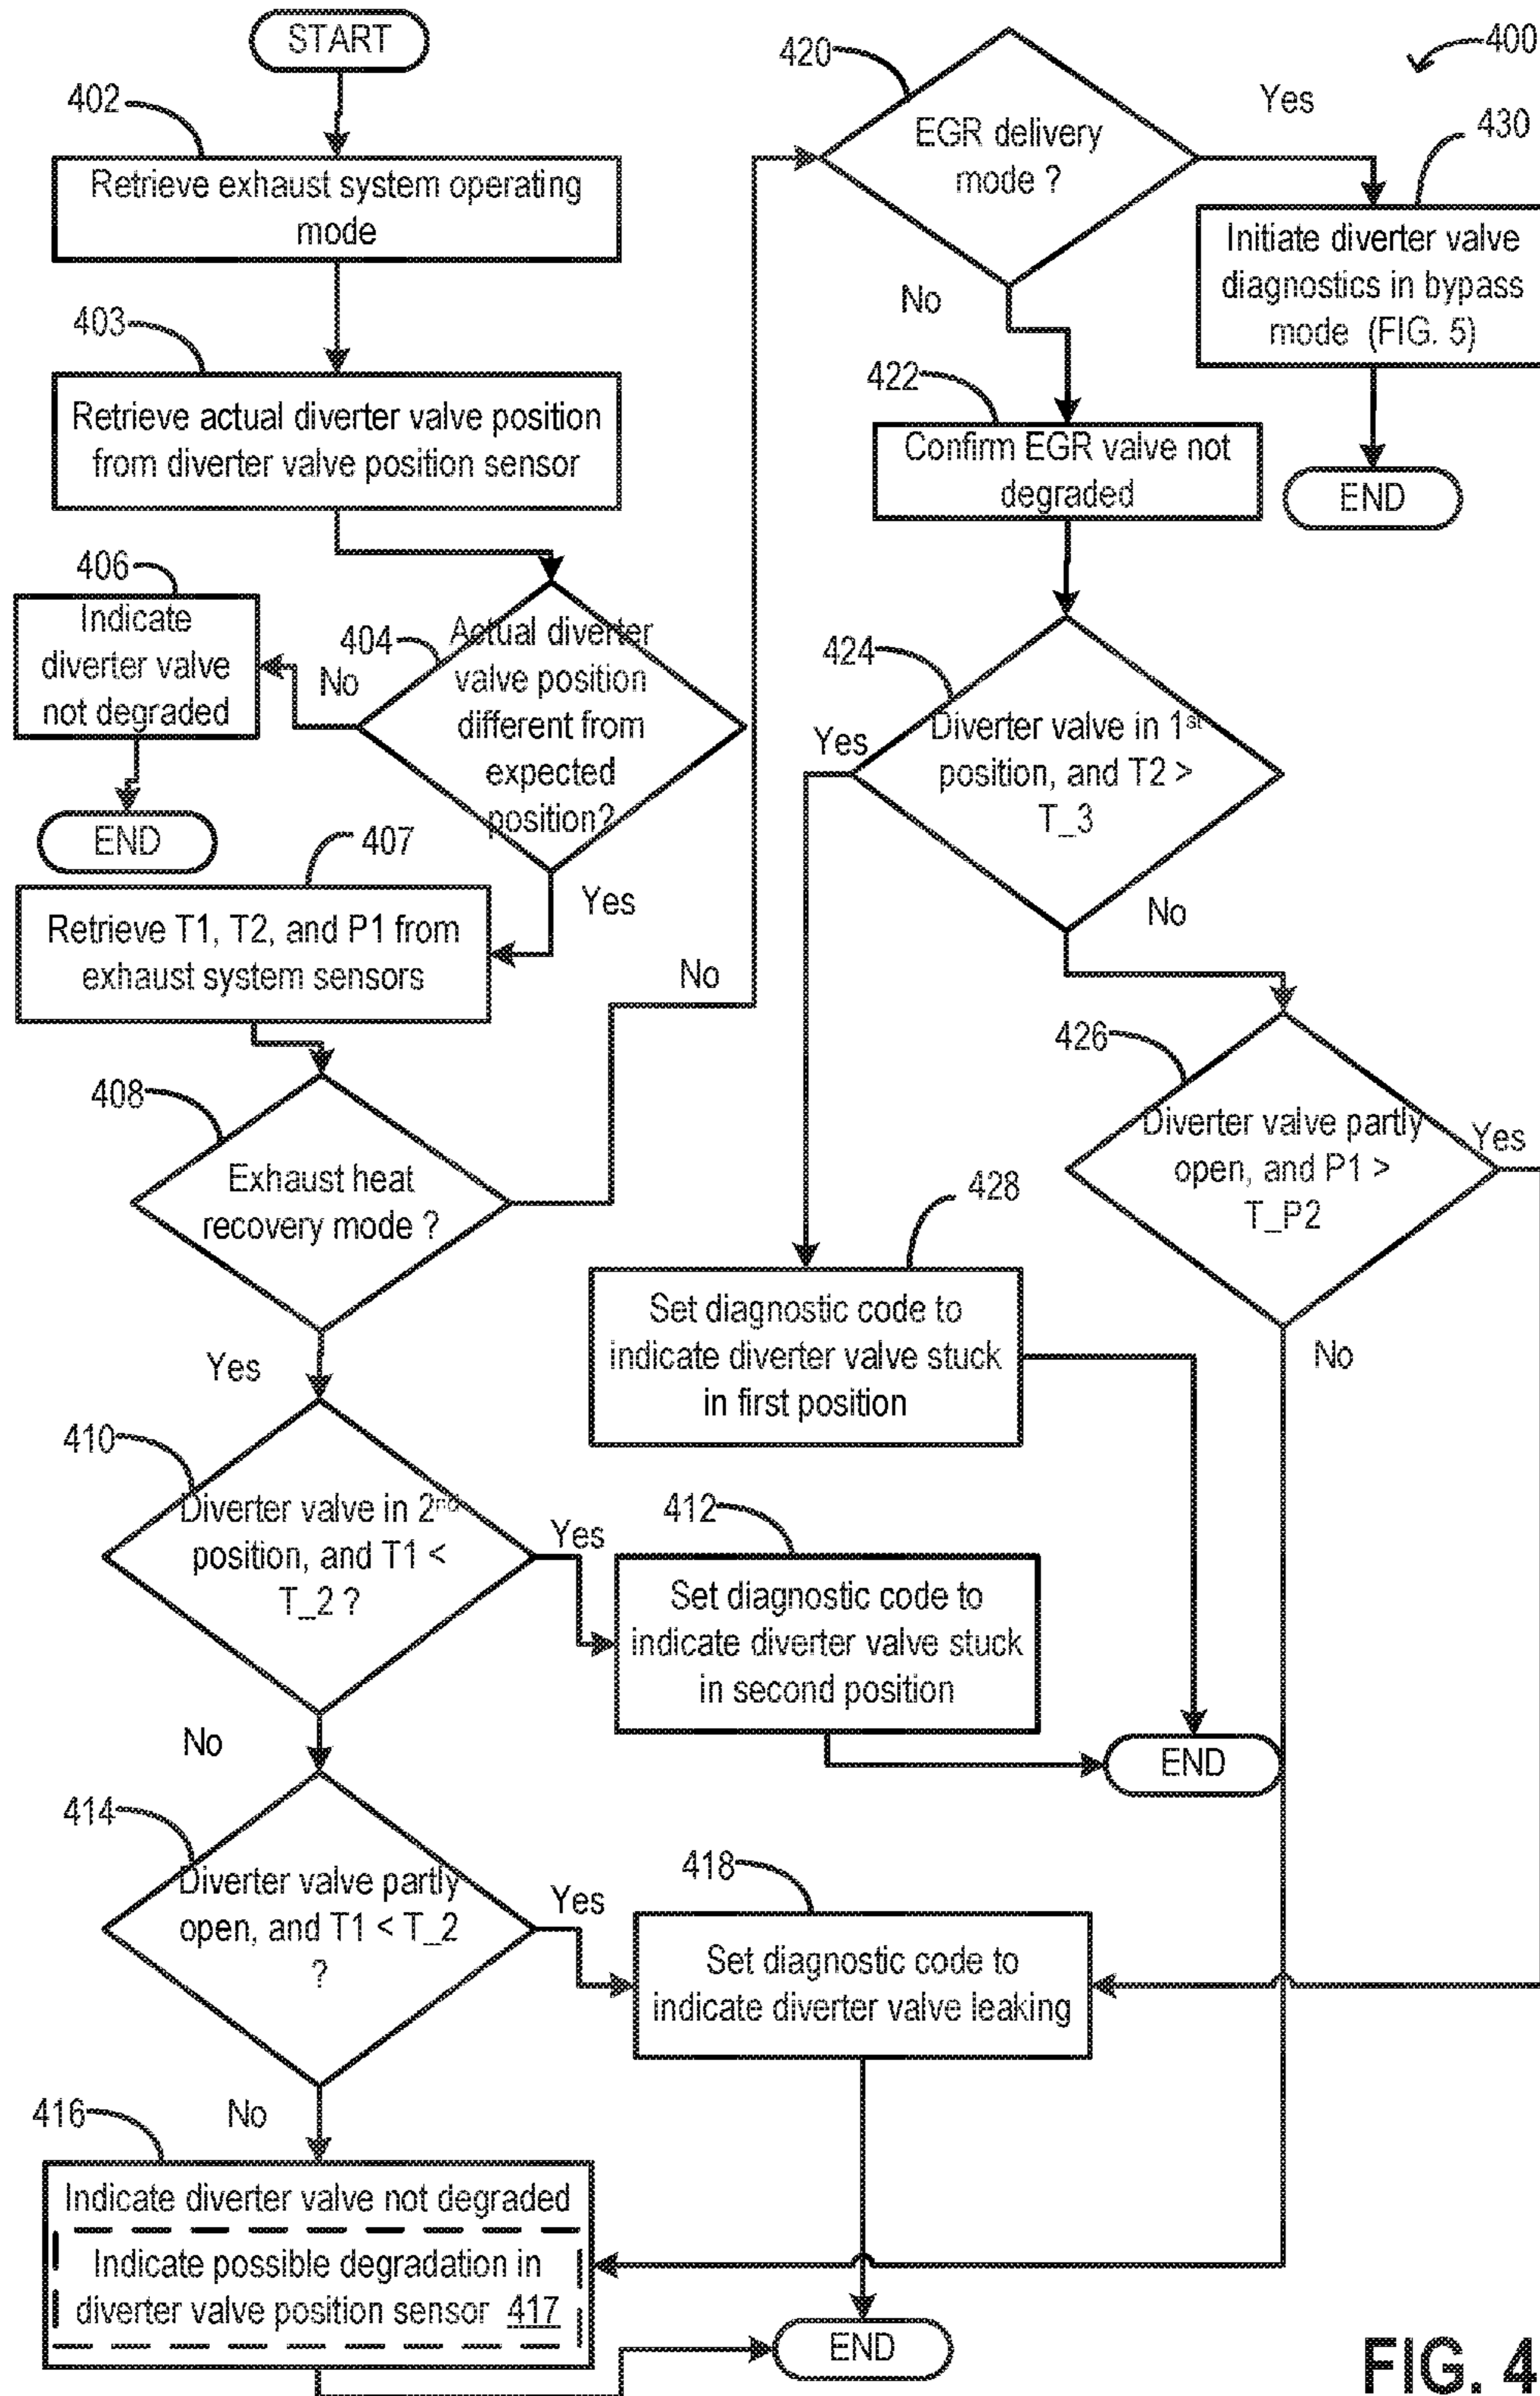 START
402
Retrieve exhaust system operating
mode
403
Retrieve actual diverter valve position
from diverter valve position sensor
406
Indicate
diverter valve
not degraded
END
No
404
Actual diverter
valve position
different from
expected
position?
Yes
407
Retrieve T1, T2, and P1 from
exhaust system sensors
408
Exhaust heat
recovery mode ?
No
Yes
410
Diverter valve in 2nd
position, and T1 <
T_2 ?
Yes
412
Set diagnostic code to
indicate diverter valve stuck
in second position
No
414
Diverter valve partly
open, and T1 < T_2
?
Yes
418
Set diagnostic code to
indicate diverter valve leaking
No
416
Indicate diverter valve not degraded
Indicate possible degradation in
diverter valve position sensor 417
END
400
420
EGR delivery
mode ?
Yes
430
Initiate diverter valve
diagnostics in bypass
mode (FIG. 5)
END
No
422
Confirm EGR valve not
degraded
424
Diverter valve in 1st
position, and T2 >
T_3
Yes
No
426
Diverter valve partly
open, and P1 >
T_P2
Yes
No
428
Set diagnostic code to
indicate diverter valve stuck
in first position
END
FIG. 4